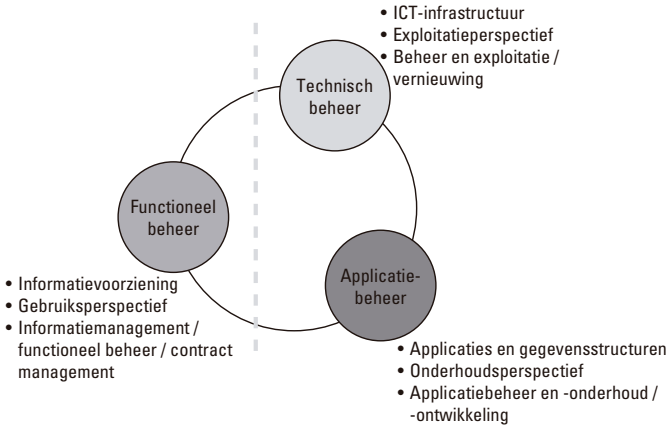 • ICT-infrastructuur
• Exploitatieperspectief
• Beheer en exploitatie /
vernieuwing
Technisch
beheer
Functioneel
beheer
• Informatievoorziening
• Gebruiksperspectief
• Informatiemanagement /
functioneel beheer / contract
management
Applicatie-
beheer
• Applicaties en gegevensstructuren
• Onderhoudsperspectief
• Applicatiebeheer en -onderhoud /
-ontwikkeling